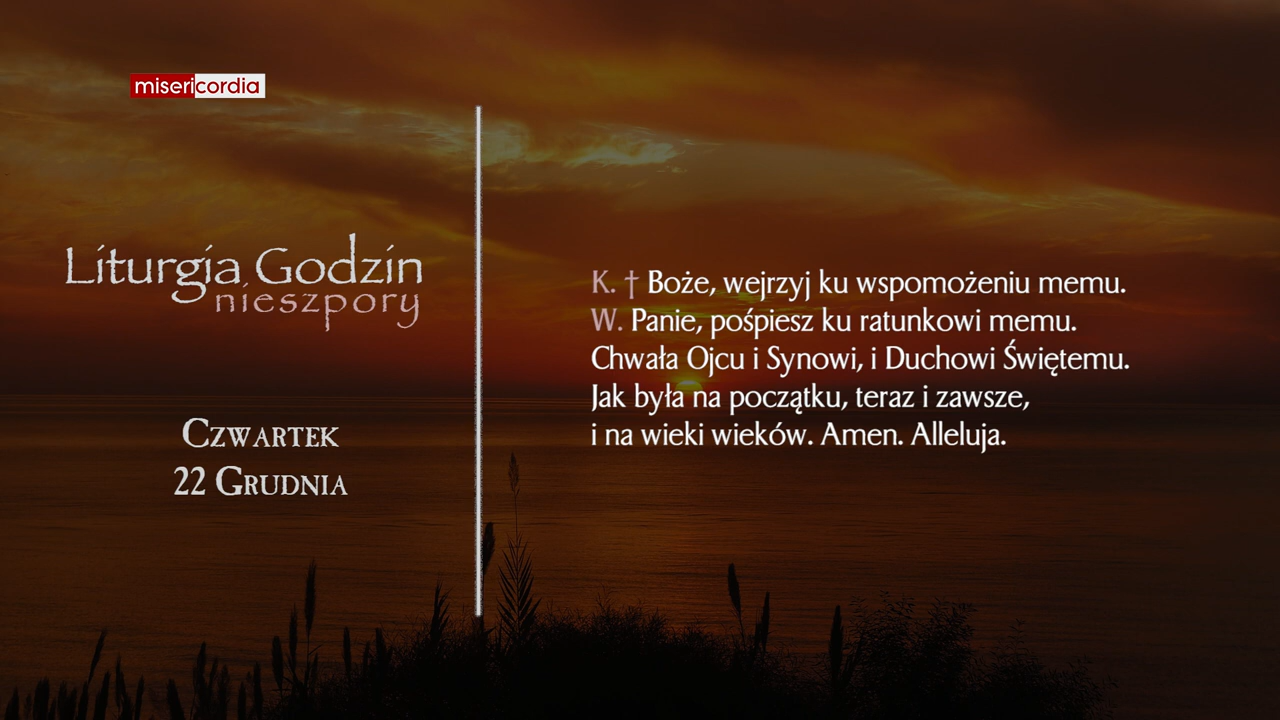 misericordia
Liturgia Godzin
nieszpory
Czwartek
22 Grudnia
K. † Boże, wejrzyj ku wspomożeniu memu.
W. Panie, pośpiesz ku ratunkowi memu.
Chwała Ojcu i Synowi, i Duchowi Świętemu.
Jak była na początku, teraz i zawsze,
i na wieki wieków. Amen. Alleluja.